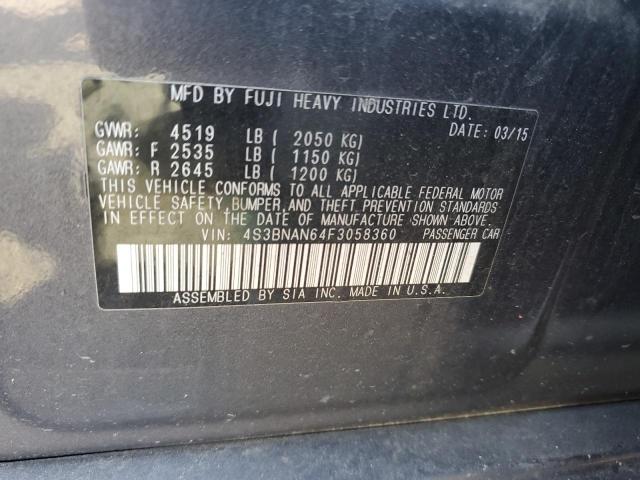 MFD BY FUJI HEAVY INDUSTRIES LTD.
DATE: 03/15
GVWR: 4519 LB ( 2050 KG)
GAWR: F 2535 LB ( 1150 KG)
GAWR: R 2645 LB ( 1200 KG)
THIS VEHICLE CONFORMS TO ALL APPLICABLE FEDERAL MOTOR
VEHICLE SAFETY, BUMPER, AND THEFT PREVENTION STANDARDS
IN EFFECT ON THE DATE OF MANUFACTURE SHOWN ABOVE.
VIN: 4S3BNAN64F3058360 PASSENGER CAR
ASSEMBLED BY SIA INC. MADE IN U.S.A.